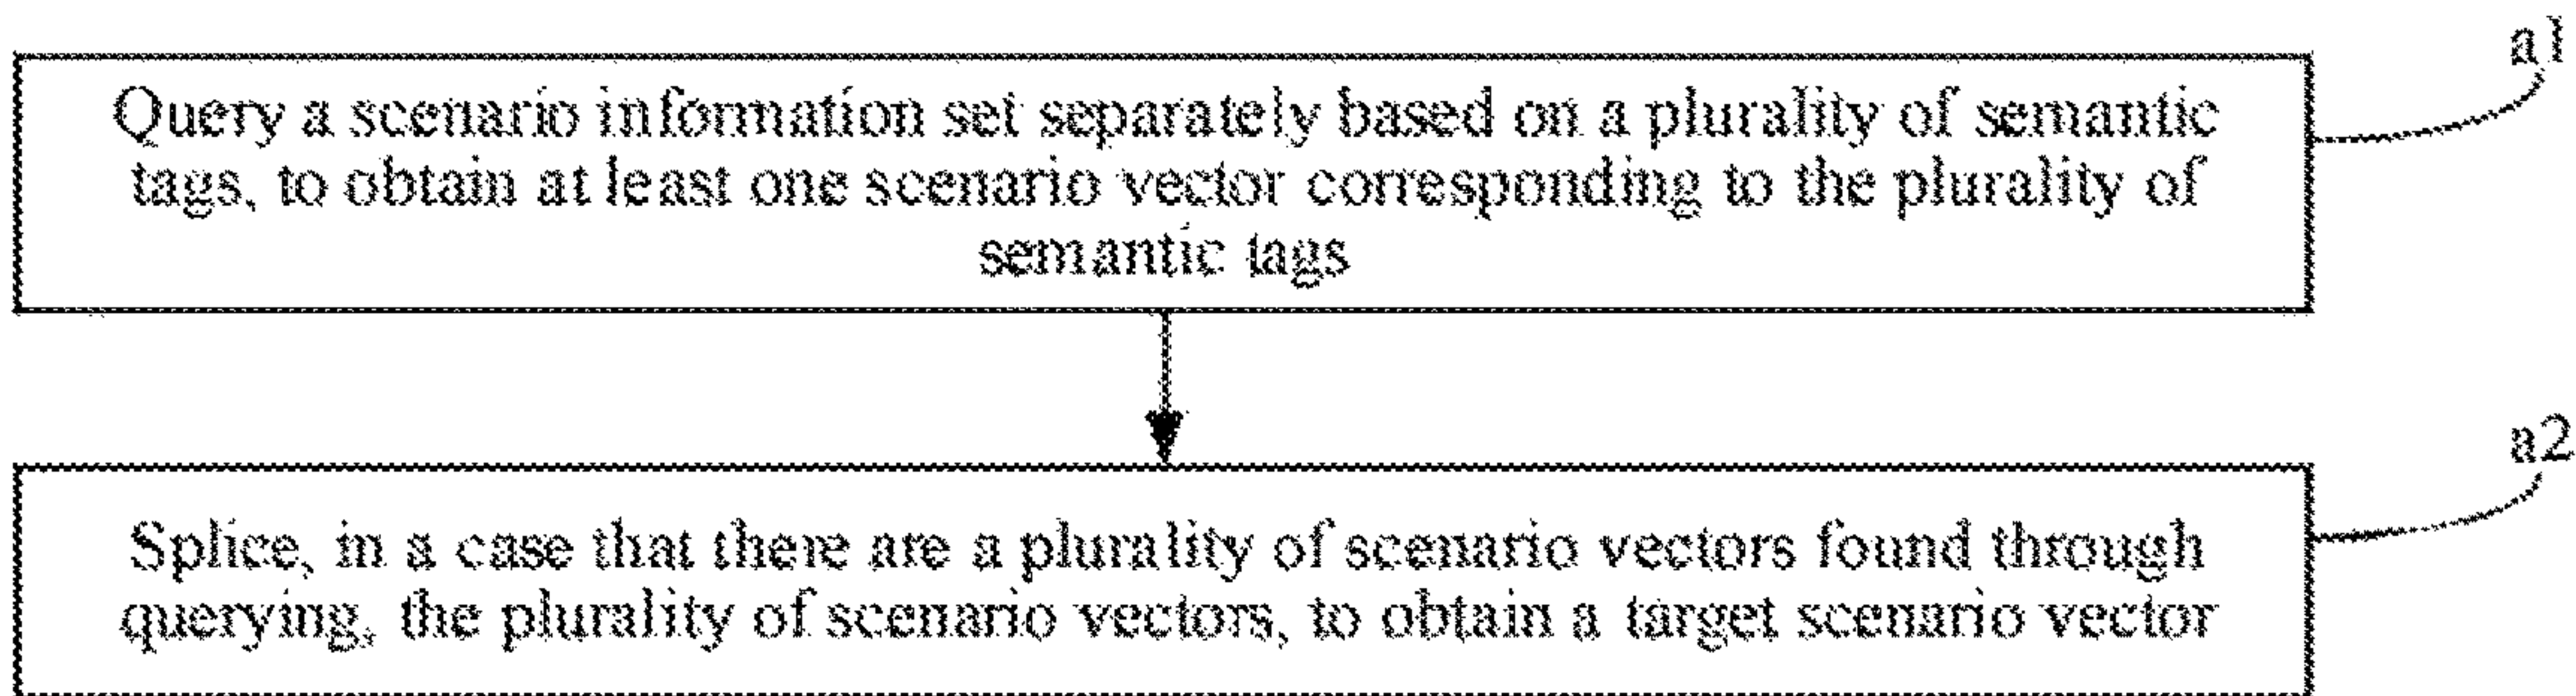 a1
Query a scenario information set separately based on a plurality of semantic
tags, to obtain at least one scenario vector corresponding to the plurality of
semantic tags
a2
Splice, in a case that there are a plurality of scenario vectors found through
querying, the plurality of scenario vectors, to obtain a target scenario vector